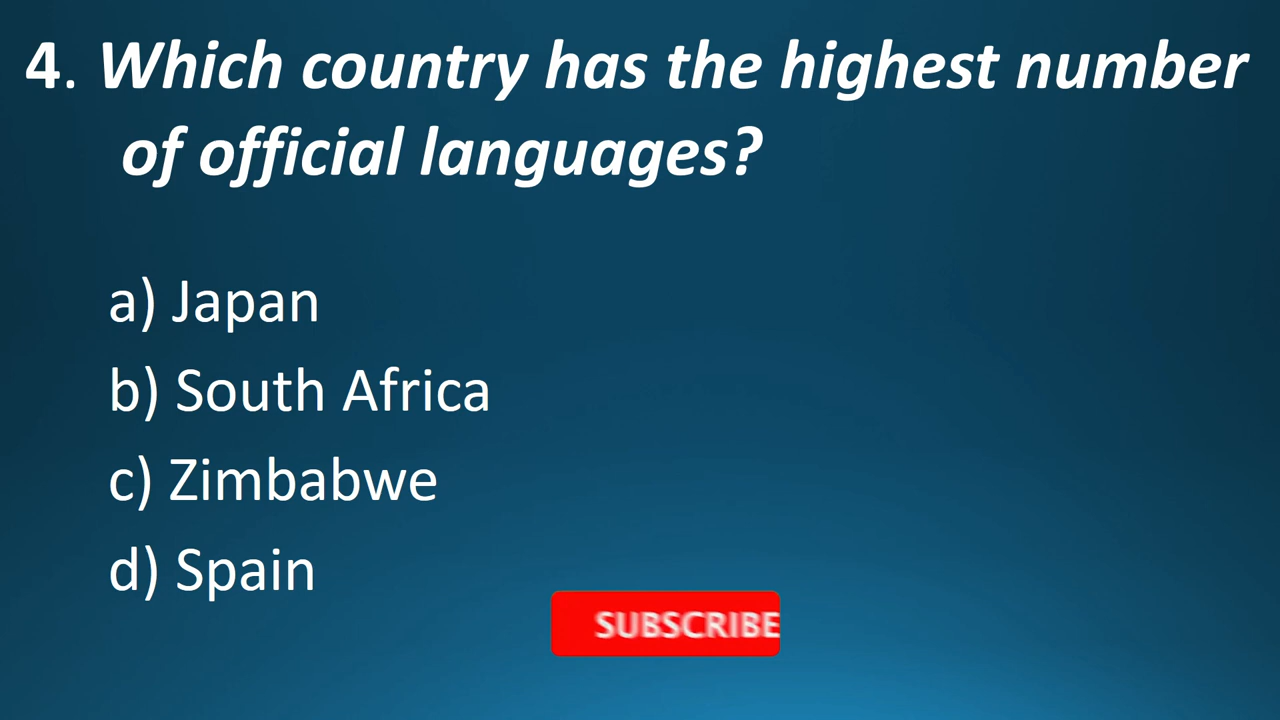 4. Which country has the highest number
of official languages?
a) Japan
b) South Africa
c) Zimbabwe
d) Spain
SUBSCRIBE